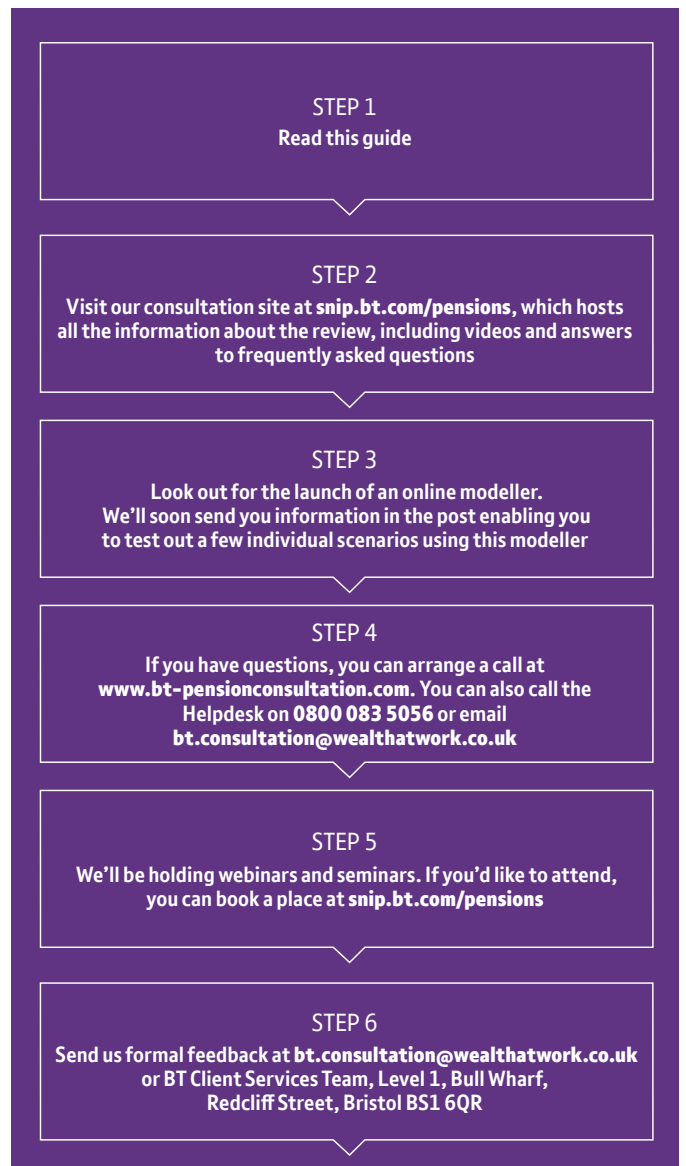 STEP 1
Read this guide
STEP 2
Visit our consultation site at snip.bt.com/pensions, which hosts
all the information about the review, including videos and answers
to frequently asked questions
STEP 3
Look out for the launch of an online modeller.
We’ll soon send you information in the post enabling you
to test out a few individual scenarios using this modeller
STEP 4
If you have questions, you can arrange a call at
www.bt-pensionconsultation.com. You can also call the
Helpdesk on 0800 083 5056 or email
bt.consultation@wealthatwork.co.uk
STEP 5
We’ll be holding webinars and seminars. If you’d like to attend,
you can book a place at snip.bt.com/pensions
STEP 6
Send us formal feedback at bt.consultation@wealthatwork.co.uk
or BT Client Services Team, Level 1, Bull Wharf,
Redcliff Street, Bristol BS1 6QR